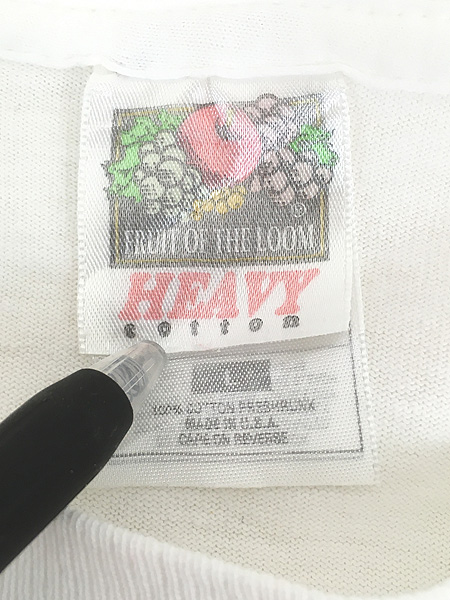 ®
FRUIT OF THE LOOM
HEAVY
cotton
L
100% COTTON PRESHRUNK
MADE IN U.S.A.
CARE ON REVERSE